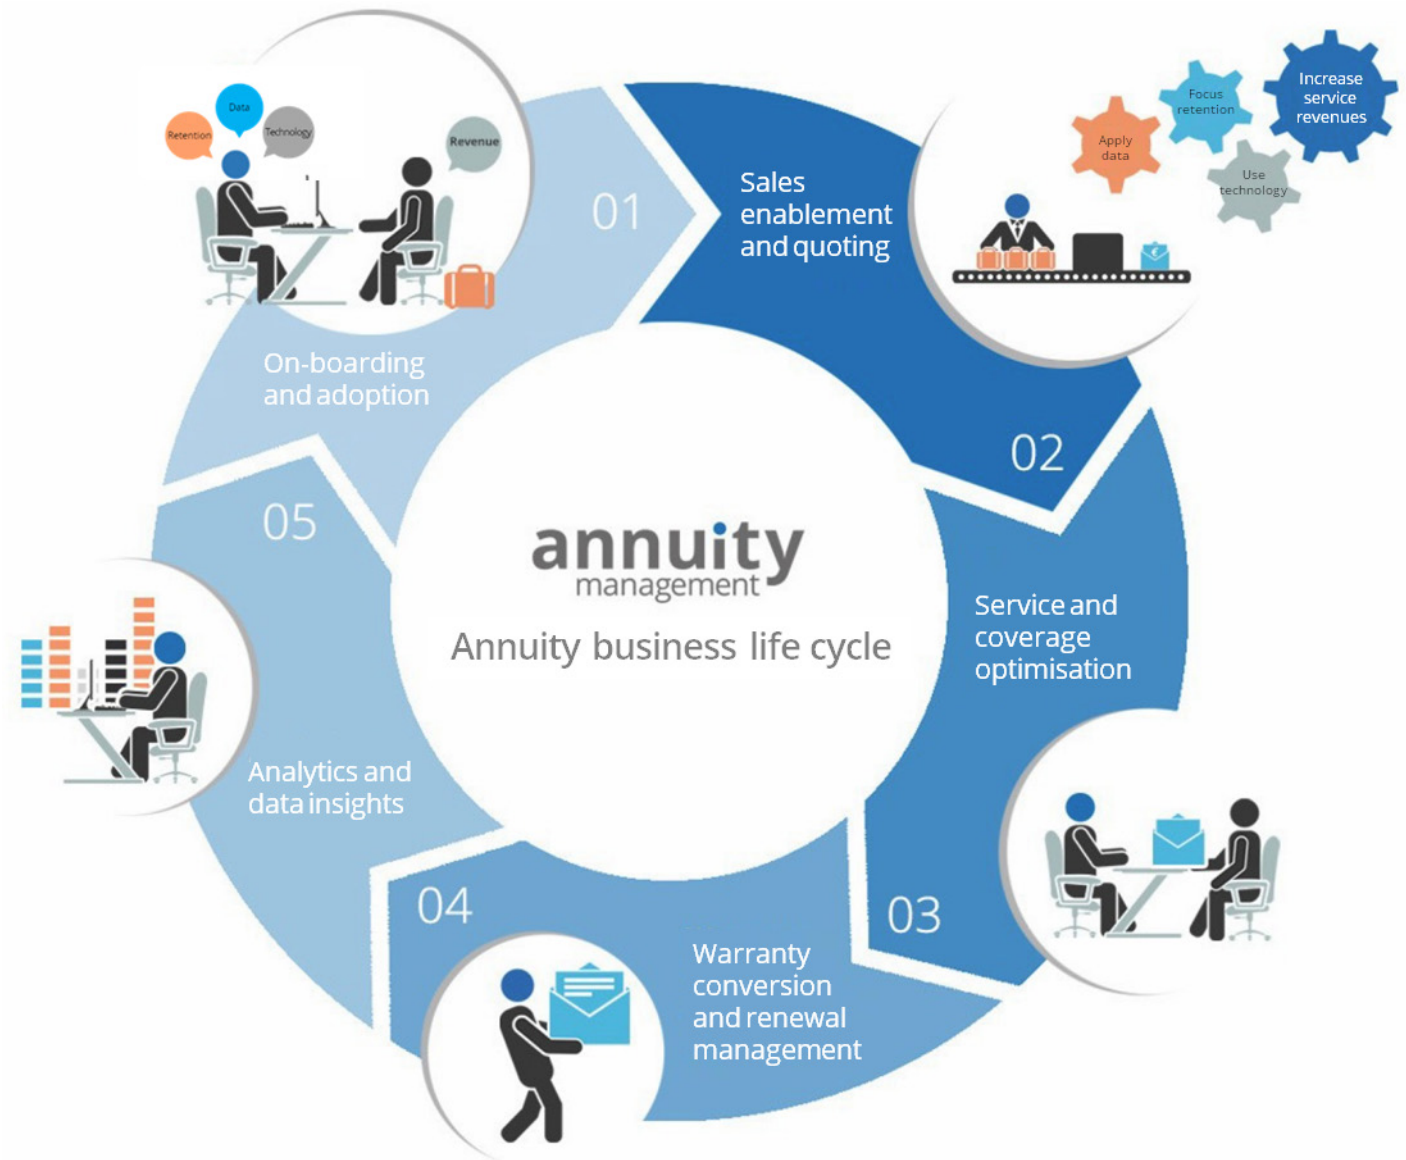 Data
Retention
Technology
Revenue
01
On-boarding
and adoption
Sales
enablement
and quoting
02
Apply
data
Focus
retention
Use
technology
Increase
service
revenues
€
Service and
coverage
optimisation
03
Warranty
conversion
and renewal
management
04
Analytics and
data insights
05
annuity
management
Annuity business life cycle